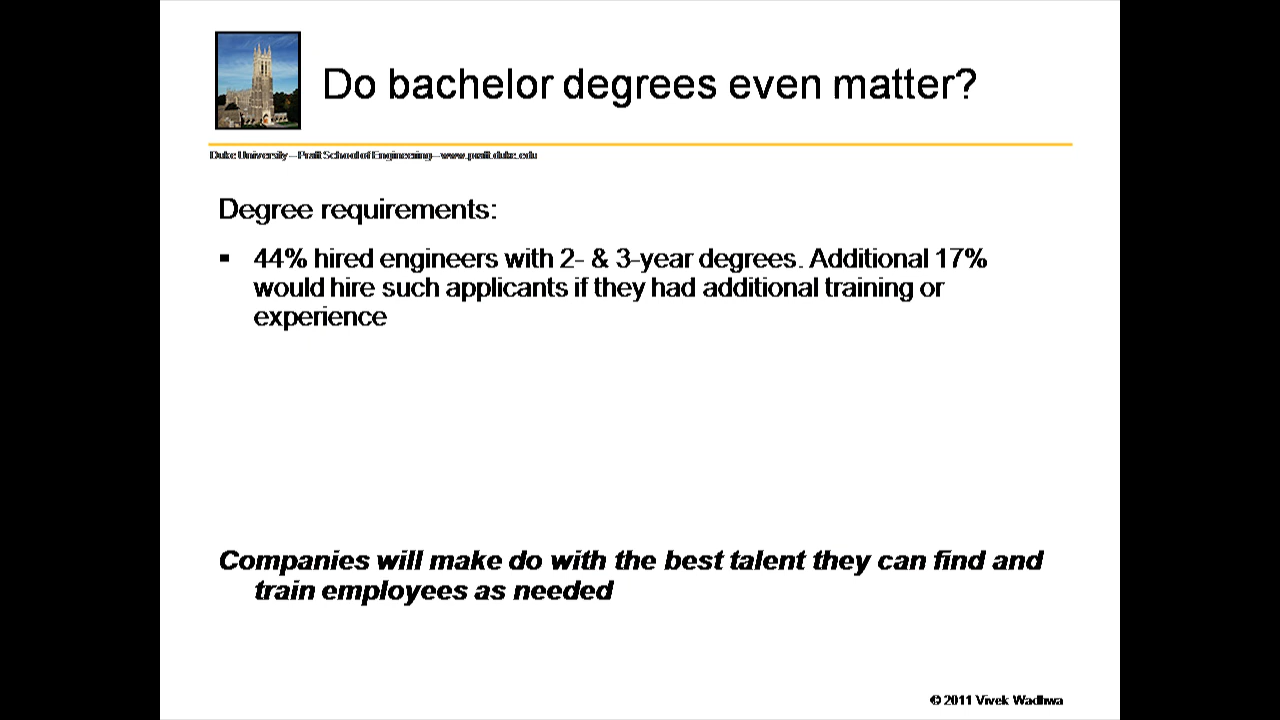 Do bachelor degrees even matter?
Duke University – Pratt School of Engineering – www.pratt.duke.edu
Degree requirements:
▪ 44% hired engineers with 2- & 3-year degrees. Additional 17%
would hire such applicants if they had additional training or
experience
Companies will make do with the best talent they can find and
train employees as needed
© 2011 Vivek Wadhwa